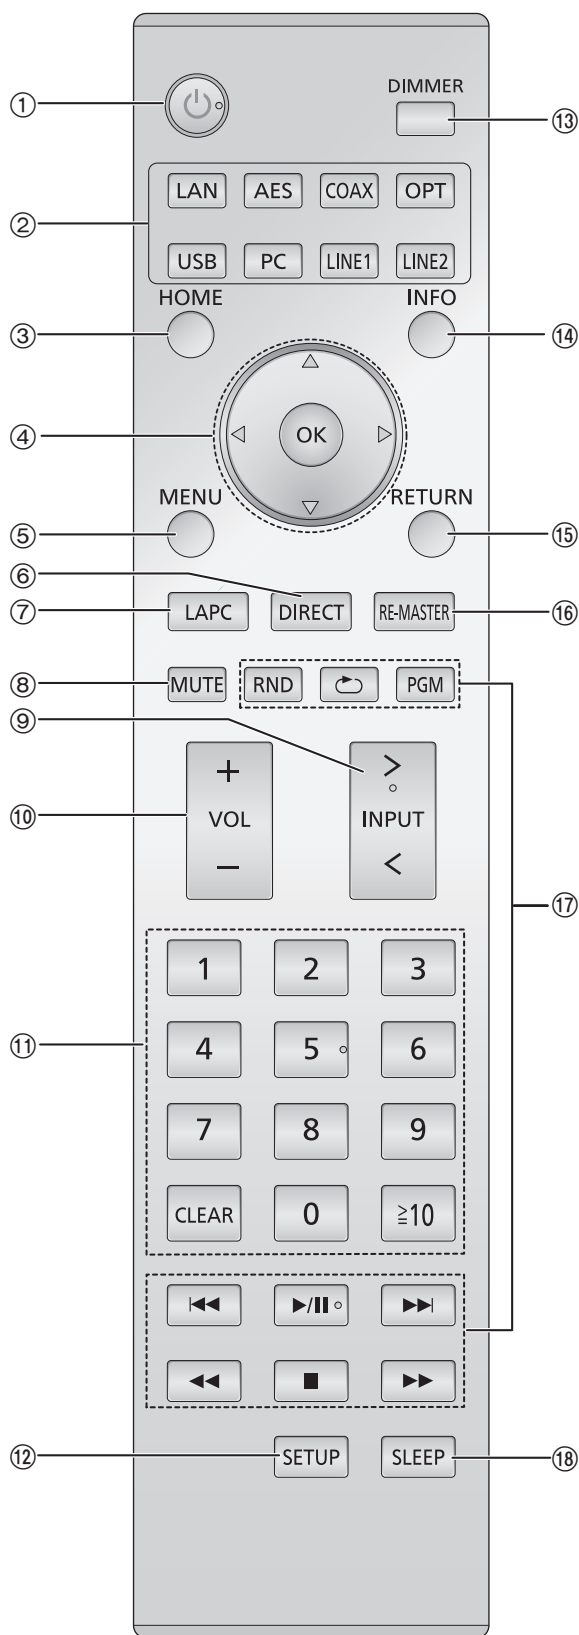 ① DIMMER ⑬
② LAN AES COAX OPT
USB PC LINE1 LINE2
③ HOME INFO ⑭
④ OK
⑤ MENU RETURN ⑮
⑥
⑦ LAPC DIRECT RE-MASTER ⑯
⑧ MUTE RND PGM
⑨
+ >
⑩ VOL INPUT
− <
⑰
1 2 3
⑪ 4 5 6
7 8 9
CLEAR 0 ≧10
⑫ SETUP SLEEP ⑱